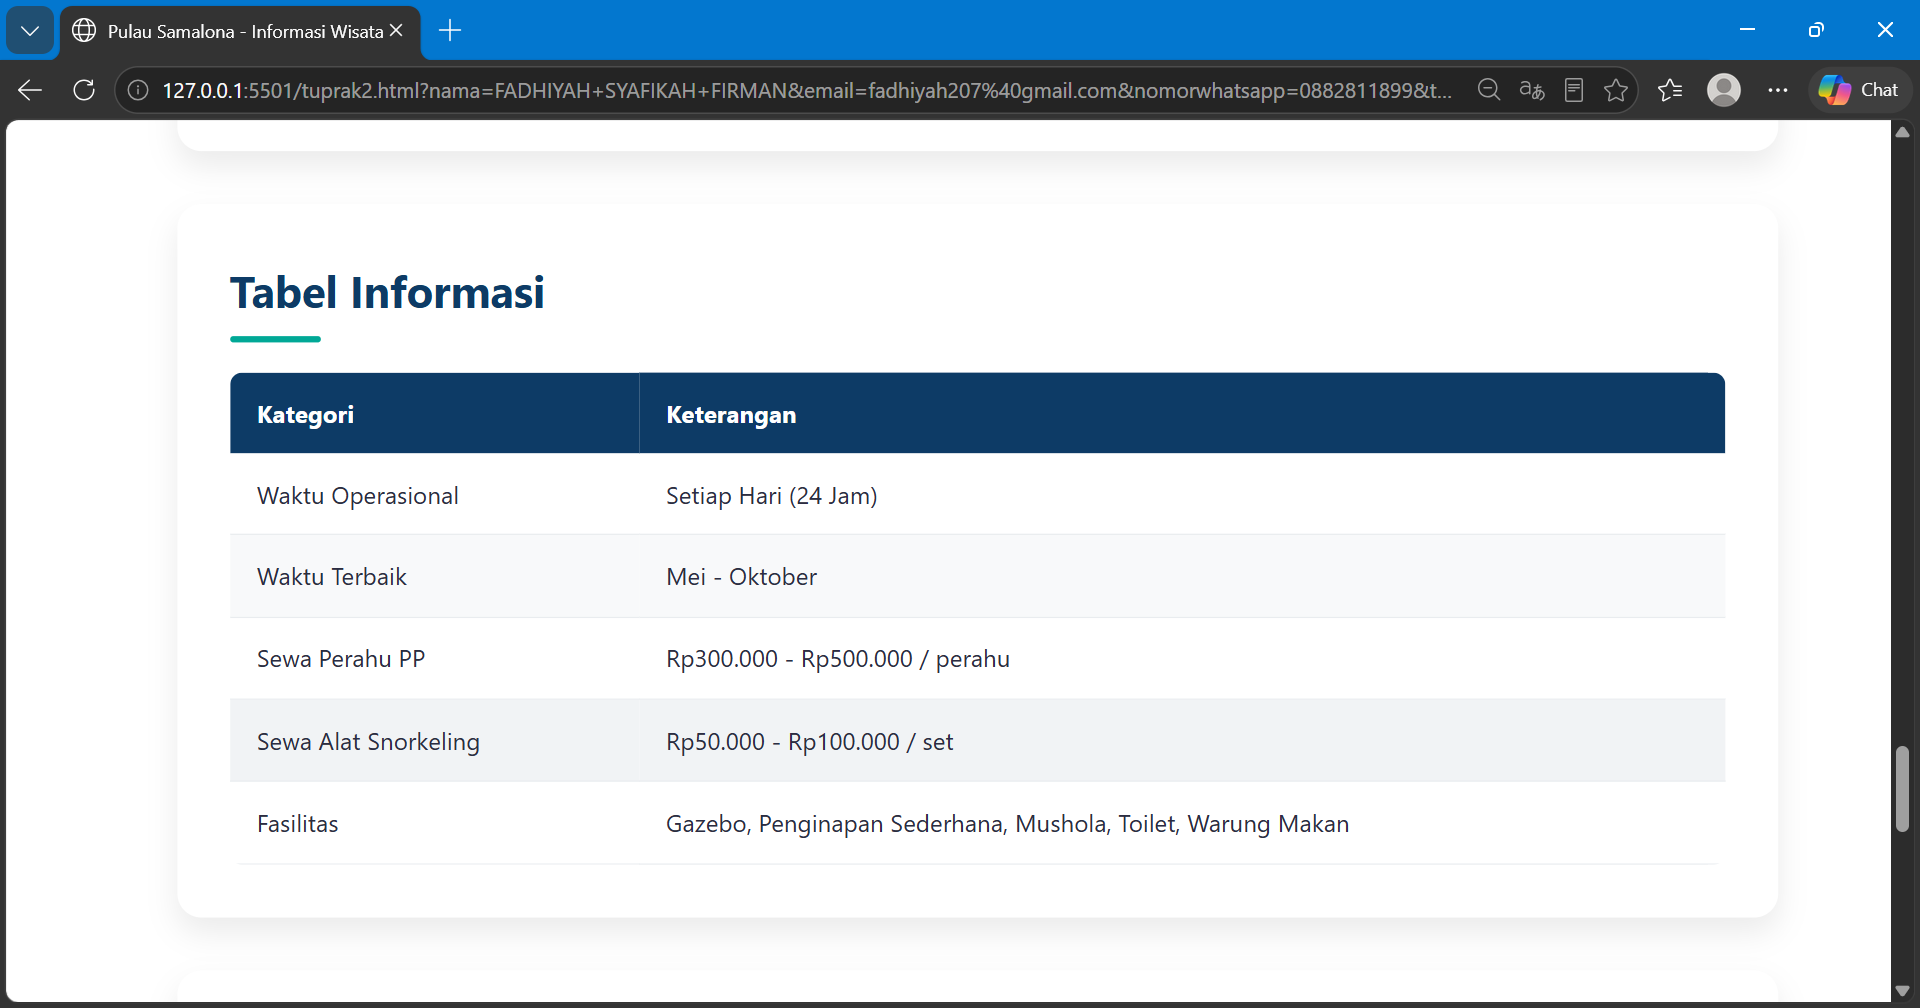 Pulau Samalona - Informasi Wisata
127.0.0.1:5501/tuprak2.html?nama=FADHIYAH+SYAFIKAH+FIRMAN&email=fadhiyah207%40gmail.com&nomorwhatsapp=0882811899&t...
Chat
Tabel Informasi
Kategori Keterangan
Waktu Operasional Setiap Hari (24 Jam)
Waktu Terbaik Mei - Oktober
Sewa Perahu PP Rp300.000 - Rp500.000 / perahu
Sewa Alat Snorkeling Rp50.000 - Rp100.000 / set
Fasilitas Gazebo, Penginapan Sederhana, Mushola, Toilet, Warung Makan